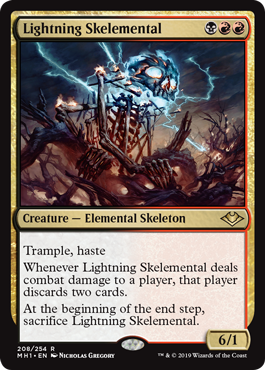 Lightning Skelemental
Creature — Elemental Skeleton
Trample, haste
Whenever Lightning Skelemental deals
combat damage to a player, that player
discards two cards.
At the beginning of the end step,
sacrifice Lightning Skelemental.
6/1
208/254 R
MH1 • EN Nicholas Gregory
™ & © 2019 Wizards of the Coast